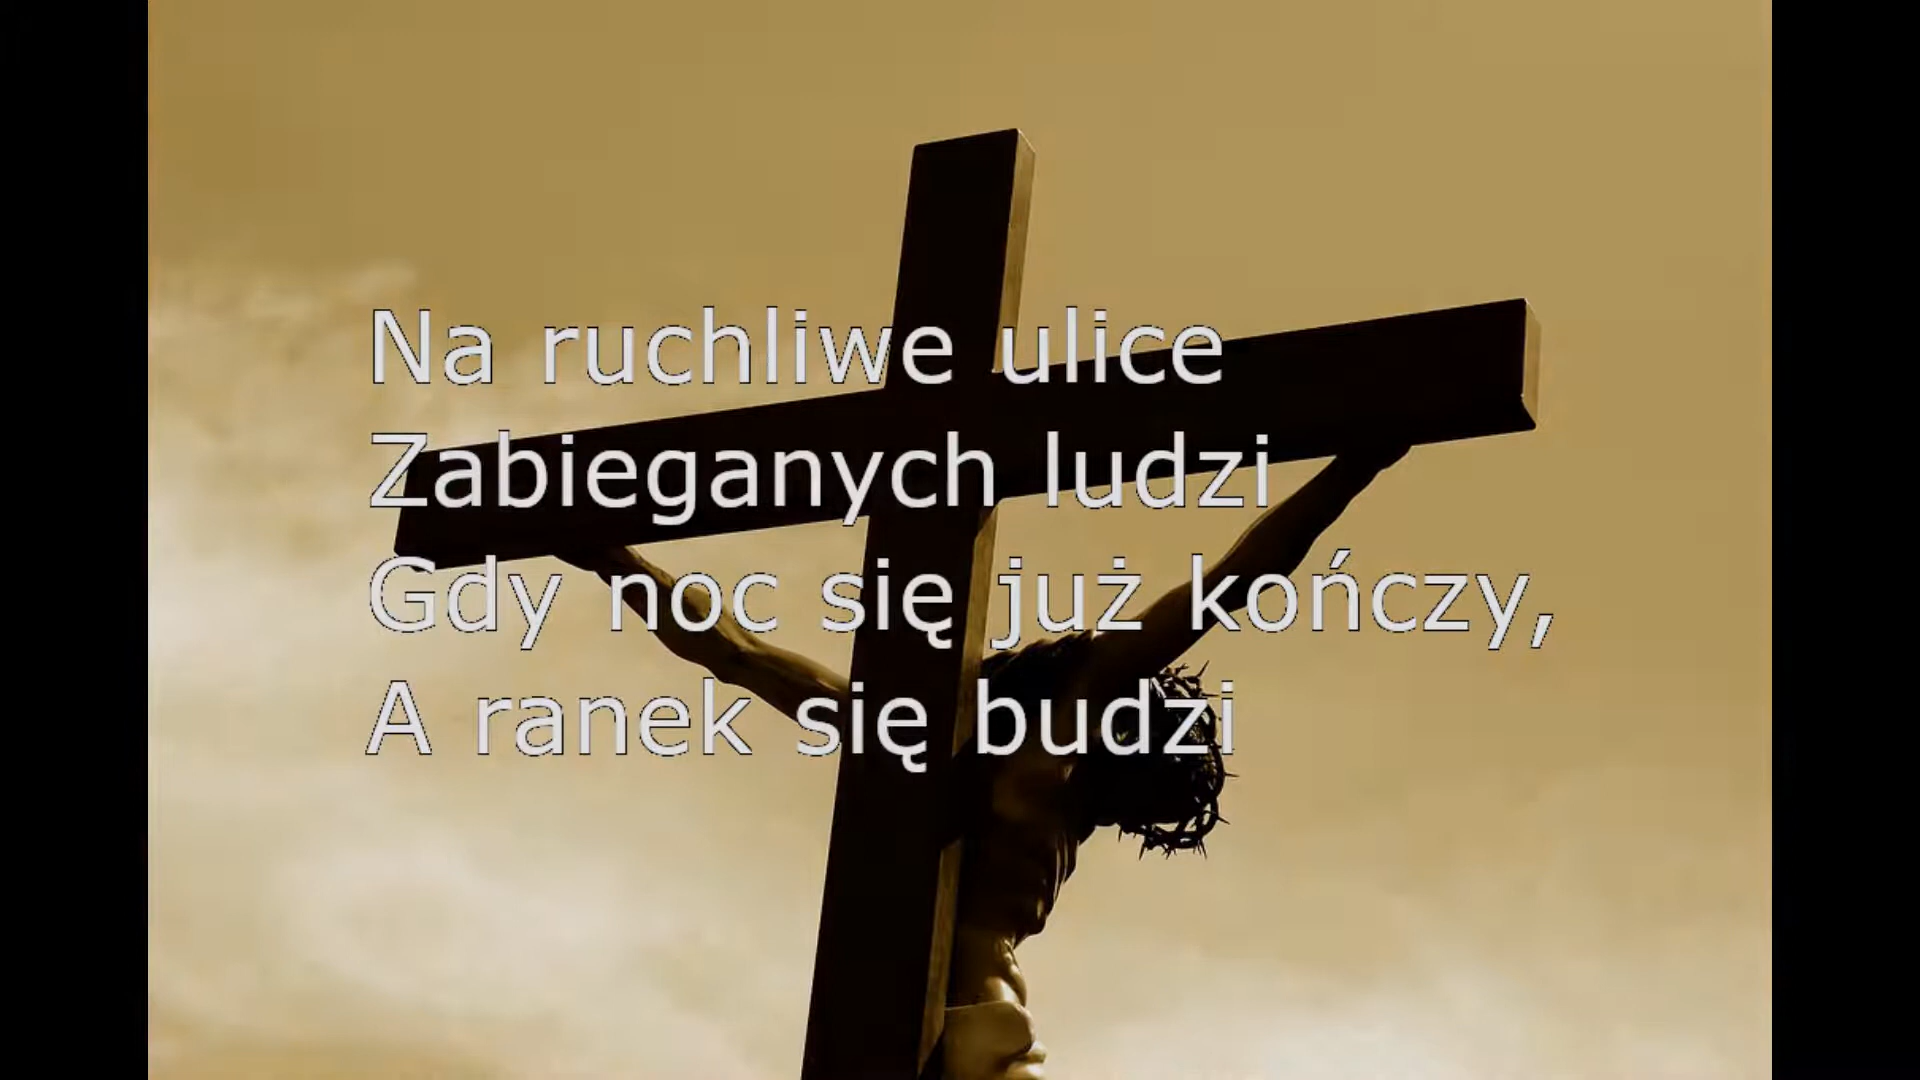 Na ruchliwe ulice
Zabieganych ludzi
Gdy noc się już kończy,
A ranek się budzi